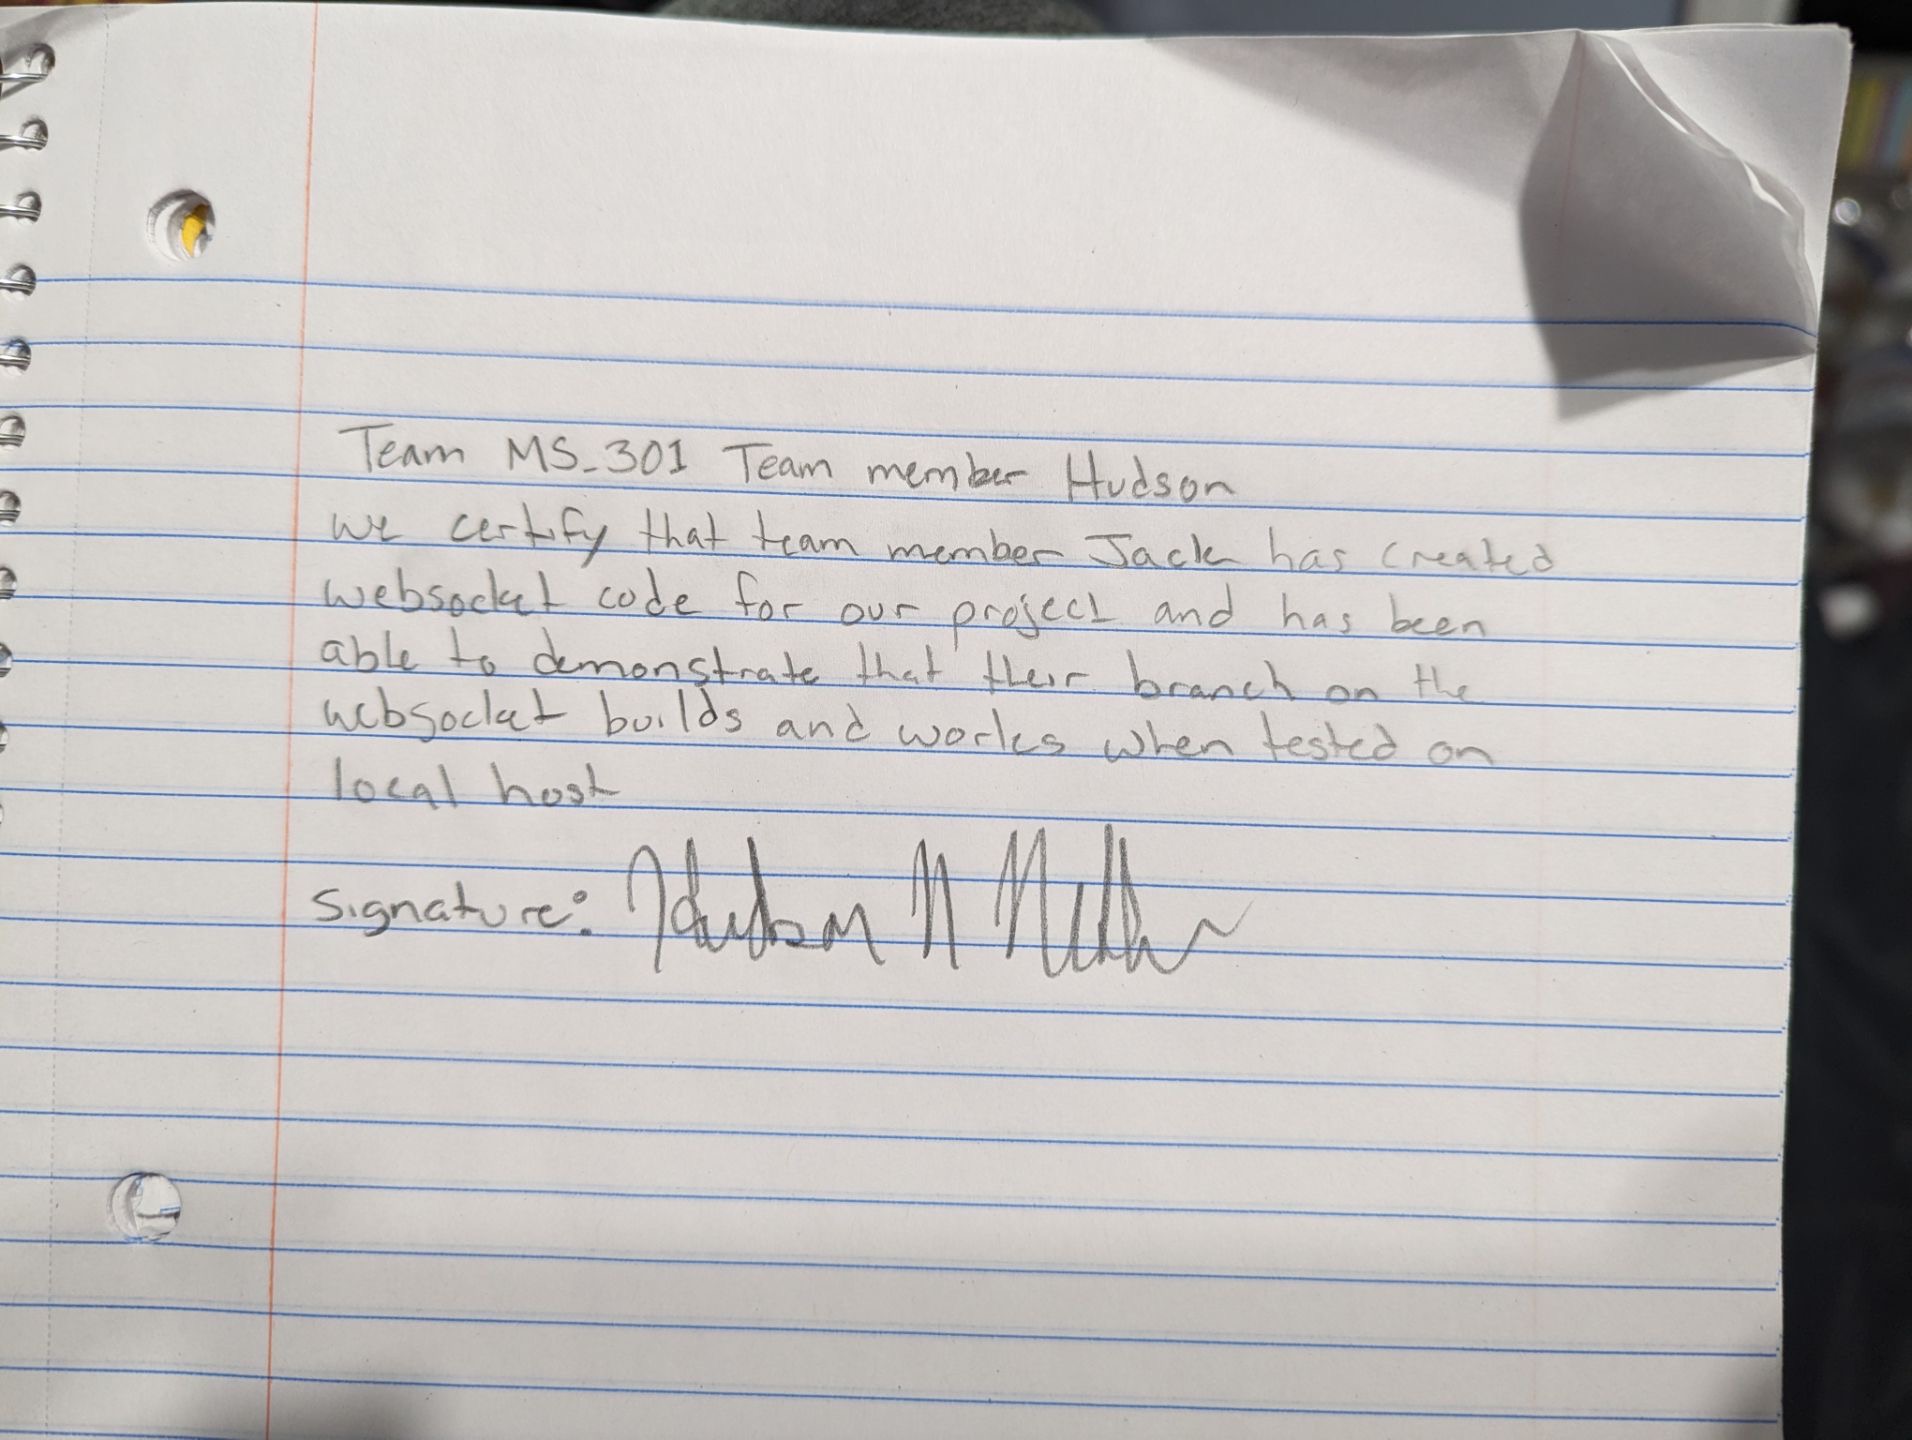 Team MS_301 Team member Hudson
we certify that team member Jack has created
websocket code for our project and has been
able to demonstrate that their branch on the
websocket builds and works when tested on
local host
Signature: Hudson N